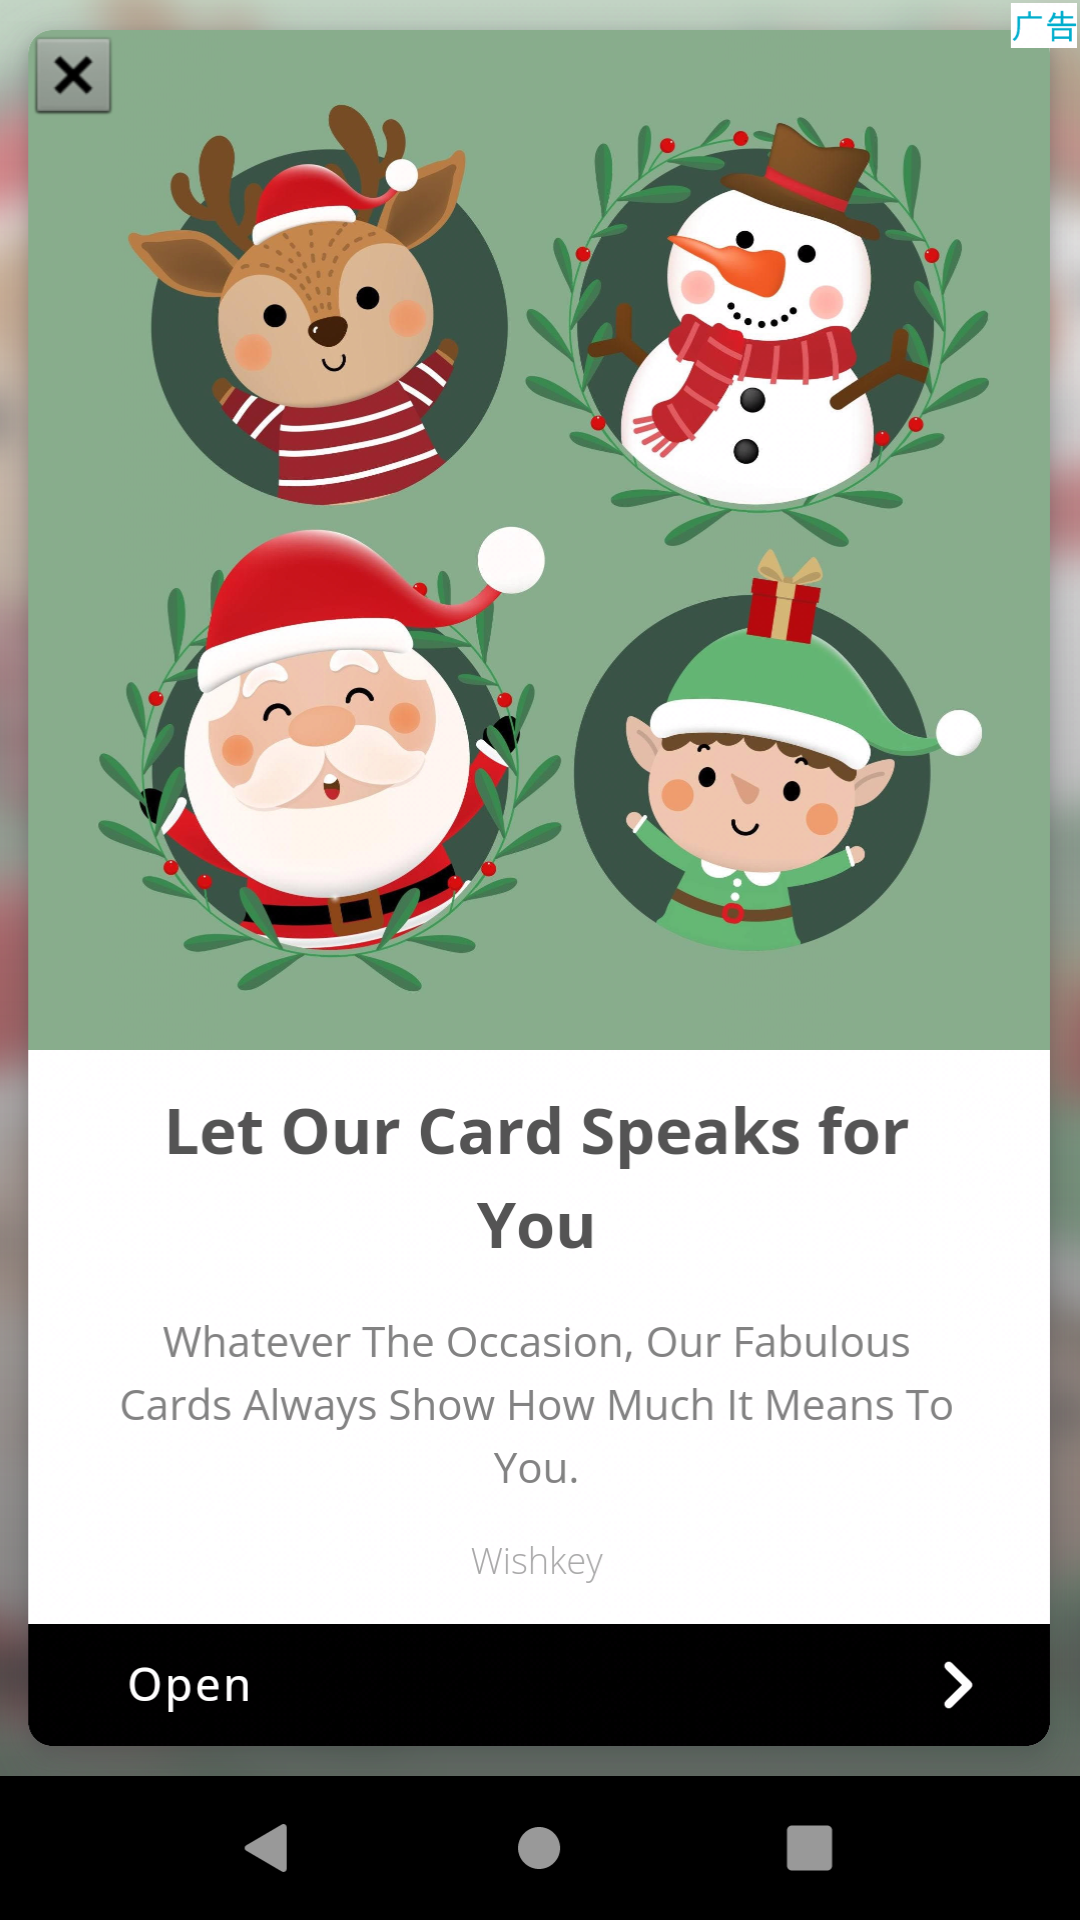 广告
Let Our Card Speaks for
You
Whatever The Occasion, Our Fabulous
Cards Always Show How Much It Means To
You.
Wishkey
Open